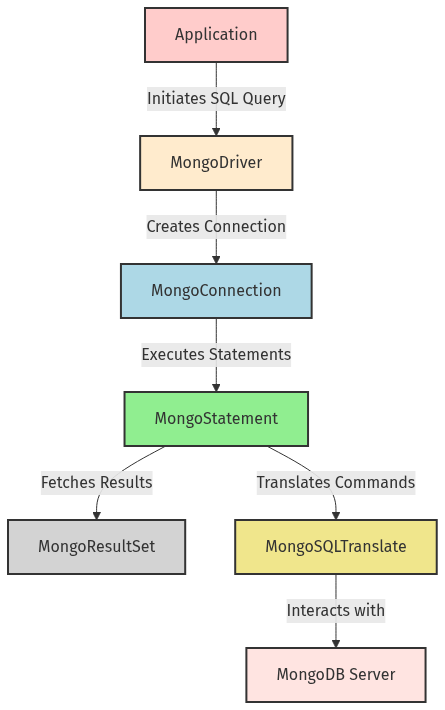 Application
Initiates SQL Query
MongoDriver
Creates Connection
MongoConnection
Executes Statements
MongoStatement
Fetches Results
Translates Commands
MongoResultSet
MongoSQLTranslate
Interacts with
MongoDB Server